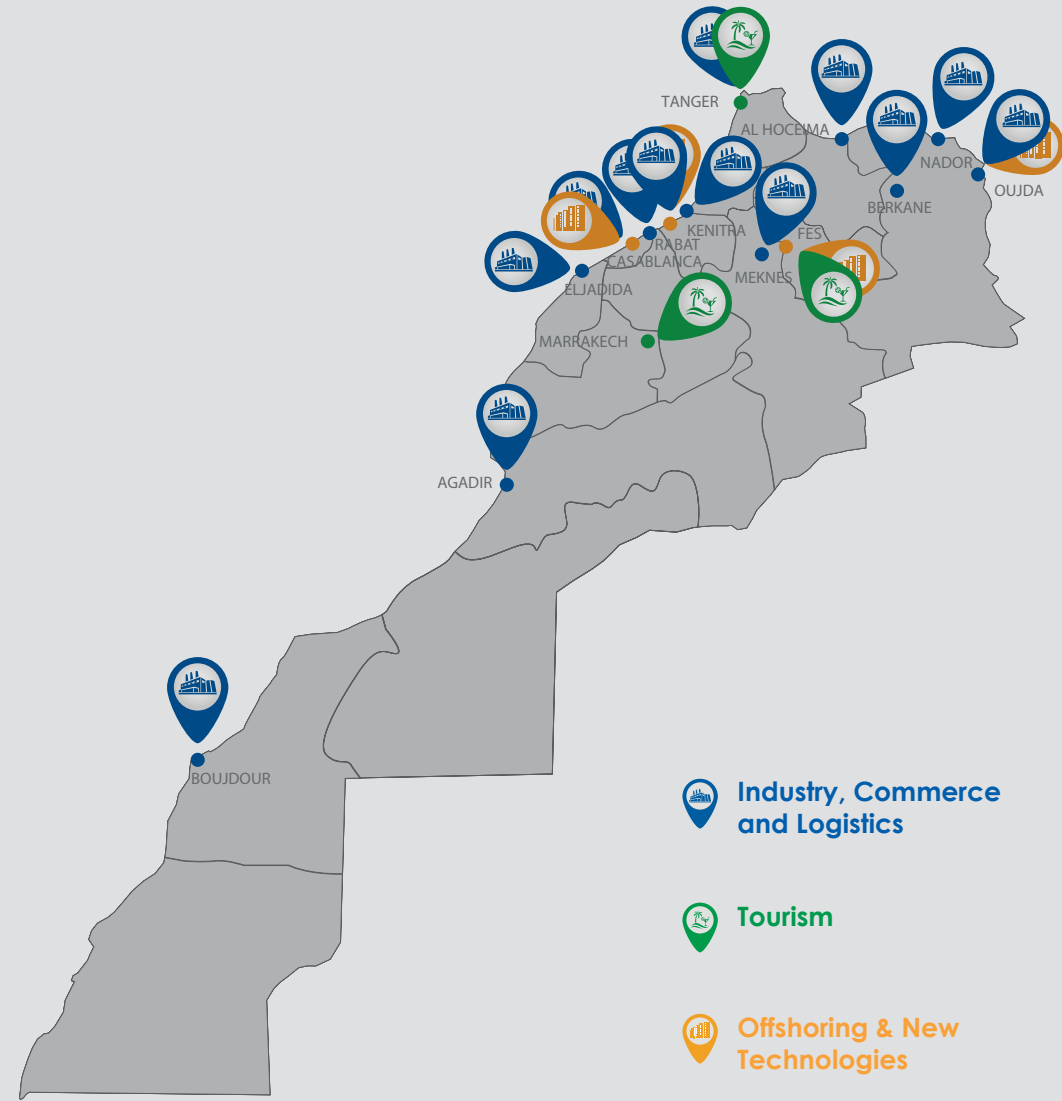 TANGER
AL HOCEIMA
NADOR
OUJDA
BERKANE
KENITRA
FES
RABAT
CASABLANCA
MEKNES
ELJADIDA
MARRAKECH
AGADIR
BOUJDOUR
Industry, Commerce
and Logistics
Tourism
Offshoring & New
Technologies